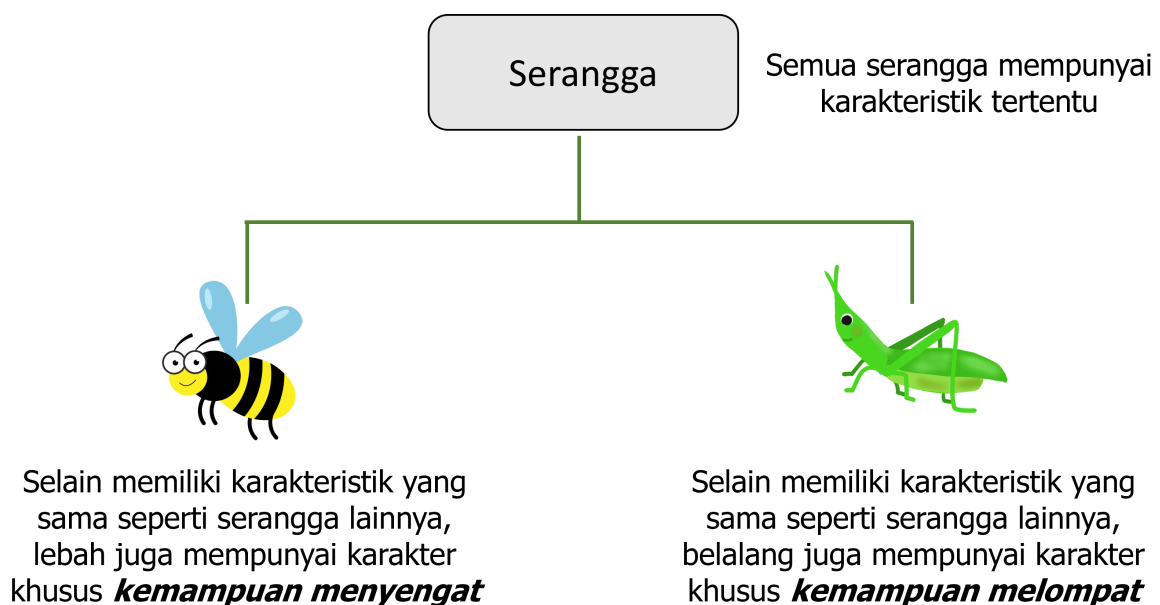 Serangga
Semua serangga mempunyai
karakteristik tertentu
Selain memiliki karakteristik yang
sama seperti serangga lainnya,
lebah juga mempunyai karakter
khusus kemampuan menyengat
Selain memiliki karakteristik yang
sama seperti serangga lainnya,
belalang juga mempunyai karakter
khusus kemampuan melompat